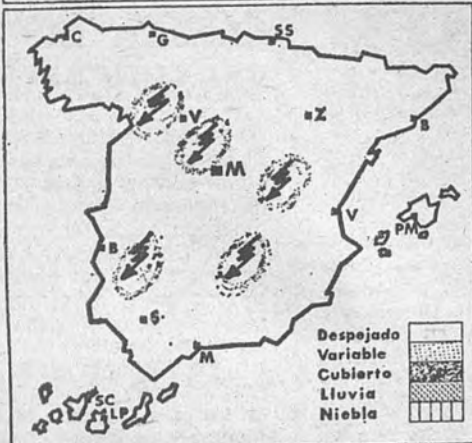 C
G
SS
V
Z
B
M
V
PM
B
S
M
SC
LP
Despejado
Variable
Cubierto
Lluvia
Niebla